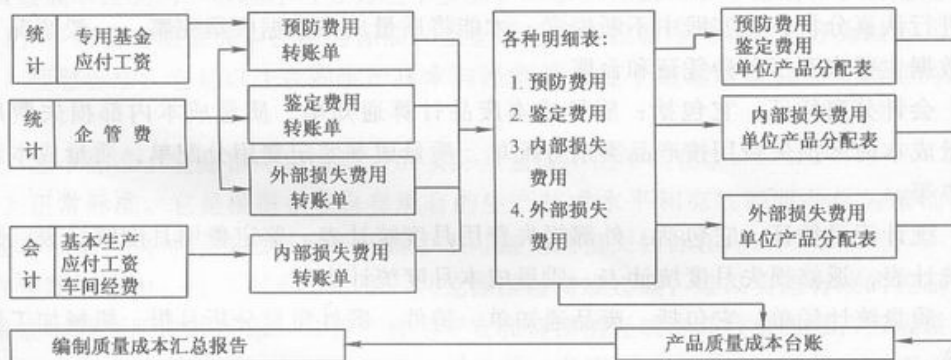 统
计
专用基金
应付工资
统
计
企管费
会
计
基本生产
应付工资
车间经费
预防费用
转账单
鉴定费用
转账单
外部损失费用
转账单
内部损失费用
转账单
各种明细表:
1. 预防费用
2. 鉴定费用
3. 内部损失
费用
4. 外部损失
费用
预防费用
鉴定费用
单位产品分配表
内部损失费用
单位产品分配表
外部损失费用
单位产品分配表
产品质量成本台账
编制质量成本汇总报告